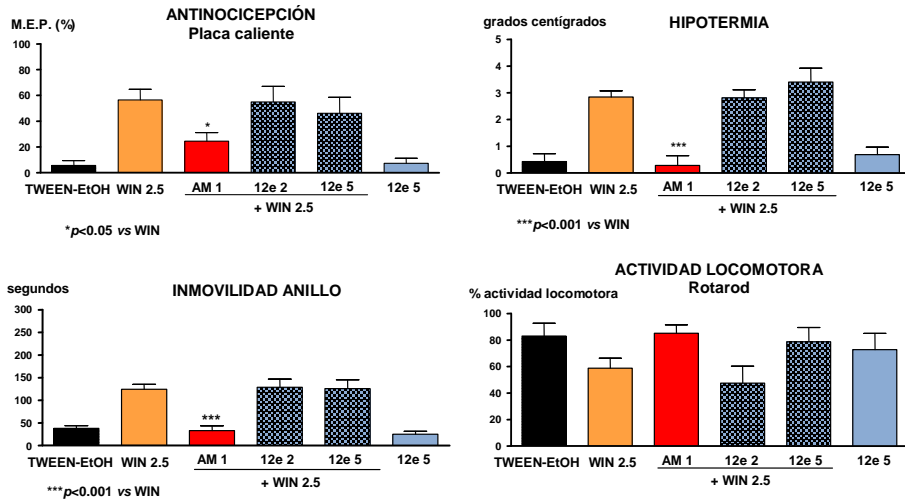 ANTINOCICEPCIÓN
Placa caliente
M.E.P. (%)
100
80
60
40
20
0
*
TWEEN-EtOH WIN 2.5 AM 1 12e 2 12e 5 12e 5
+ WIN 2.5
*p<0.05 vs WIN
HIPOTERMIA
grados centígrados
5
4
3
2
1
0
***
TWEEN-EtOH WIN 2.5 AM 1 12e 2 12e 5 12e 5
+ WIN 2.5
***p<0.001 vs WIN
INMOVILIDAD ANILLO
segundos
300
250
200
150
100
50
0
***
TWEEN-EtOH WIN 2.5 AM 1 12e 2 12e 5 12e 5
+ WIN 2.5
***p<0.001 vs WIN
ACTIVIDAD LOCOMOTORA
Rotarod
% actividad locomotora
100
80
60
40
20
0
TWEEN-EtOH WIN 2.5 AM 1 12e 2 12e 5 12e 5
+ WIN 2.5